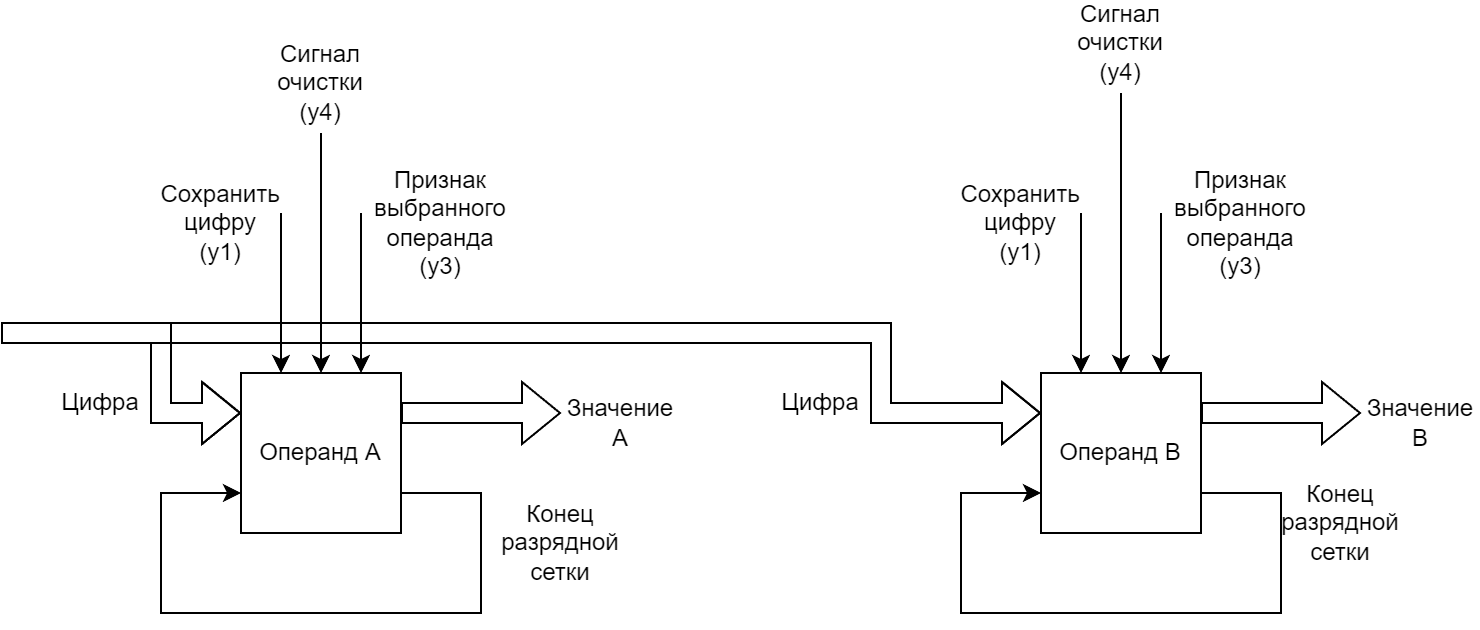 Сигнал
очистки
(y4)
Сохранить
цифру
(y1)
Признак
выбранного
операнда
(y3)
Цифра
Операнд А
Значение
А
Конец
разрядной
сетки
Сигнал
очистки
(y4)
Сохранить
цифру
(y1)
Признак
выбранного
операнда
(y3)
Цифра
Операнд В
Значение
В
Конец
разрядной
сетки